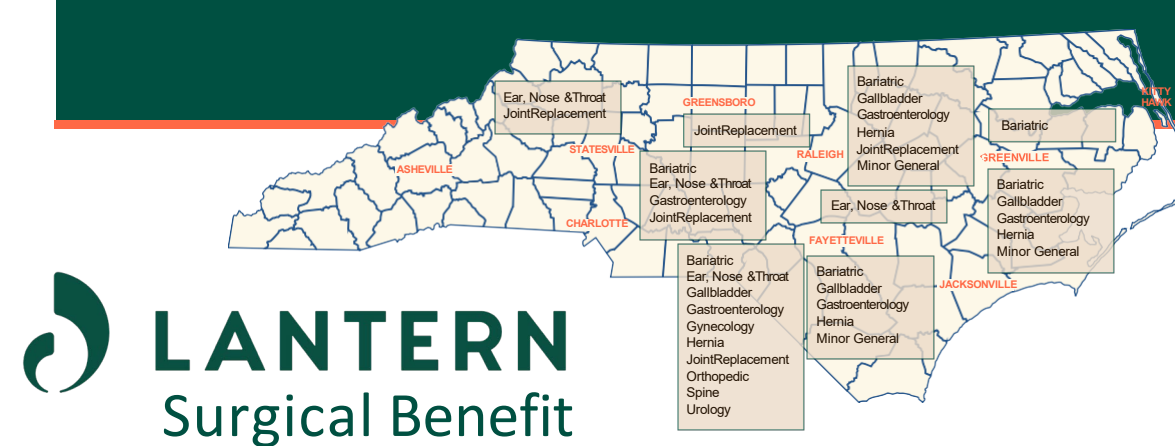 KITTY
HAWK
Ear, Nose &Throat
JointReplacement
GREENSBORO
JointReplacement
Bariatric
Gallbladder
Gastroenterology
Hernia
JointReplacement
Minor General
Bariatric
ASHEVILLE
STATESVILLE
RALEIGH
GREENVILLE
Bariatric
Ear, Nose &Throat
Gastroenterology
JointReplacement
Ear, Nose &Throat
Bariatric
Gallbladder
Gastroenterology
Hernia
Minor General
CHARLOTTE
FAYETTEVILLE
JACKSONVILLE
Bariatric
Ear, Nose &Throat
Gallbladder
Gastroenterology
Gynecology
Hernia
JointReplacement
Orthopedic
Spine
Urology
Bariatric
Gallbladder
Gastroenterology
Hernia
Minor General
LANTERN
Surgical Benefit